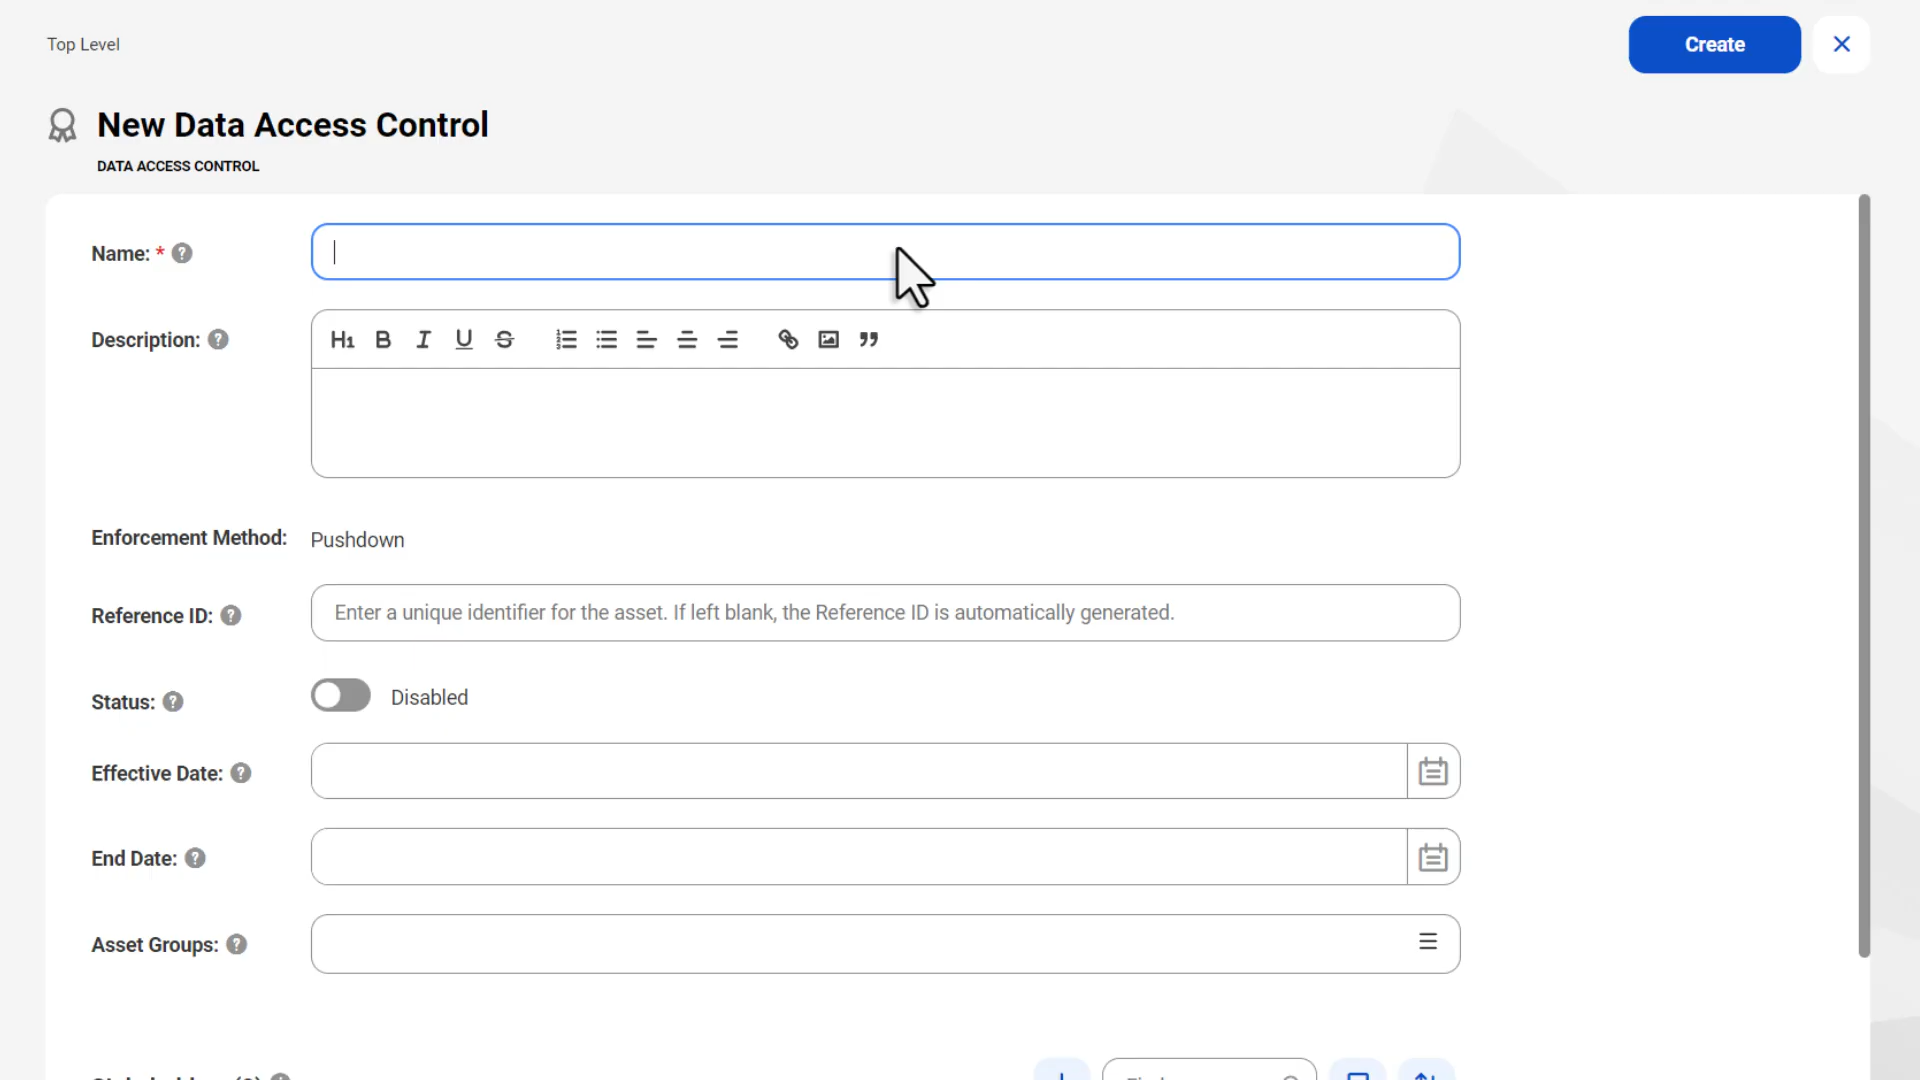 Top Level
Create
New Data Access Control
DATA ACCESS CONTROL
Name: *
Description:
Enforcement Method: Pushdown
Reference ID: Enter a unique identifier for the asset. If left blank, the Reference ID is automatically generated.
Status: Disabled
Effective Date:
End Date:
Asset Groups: